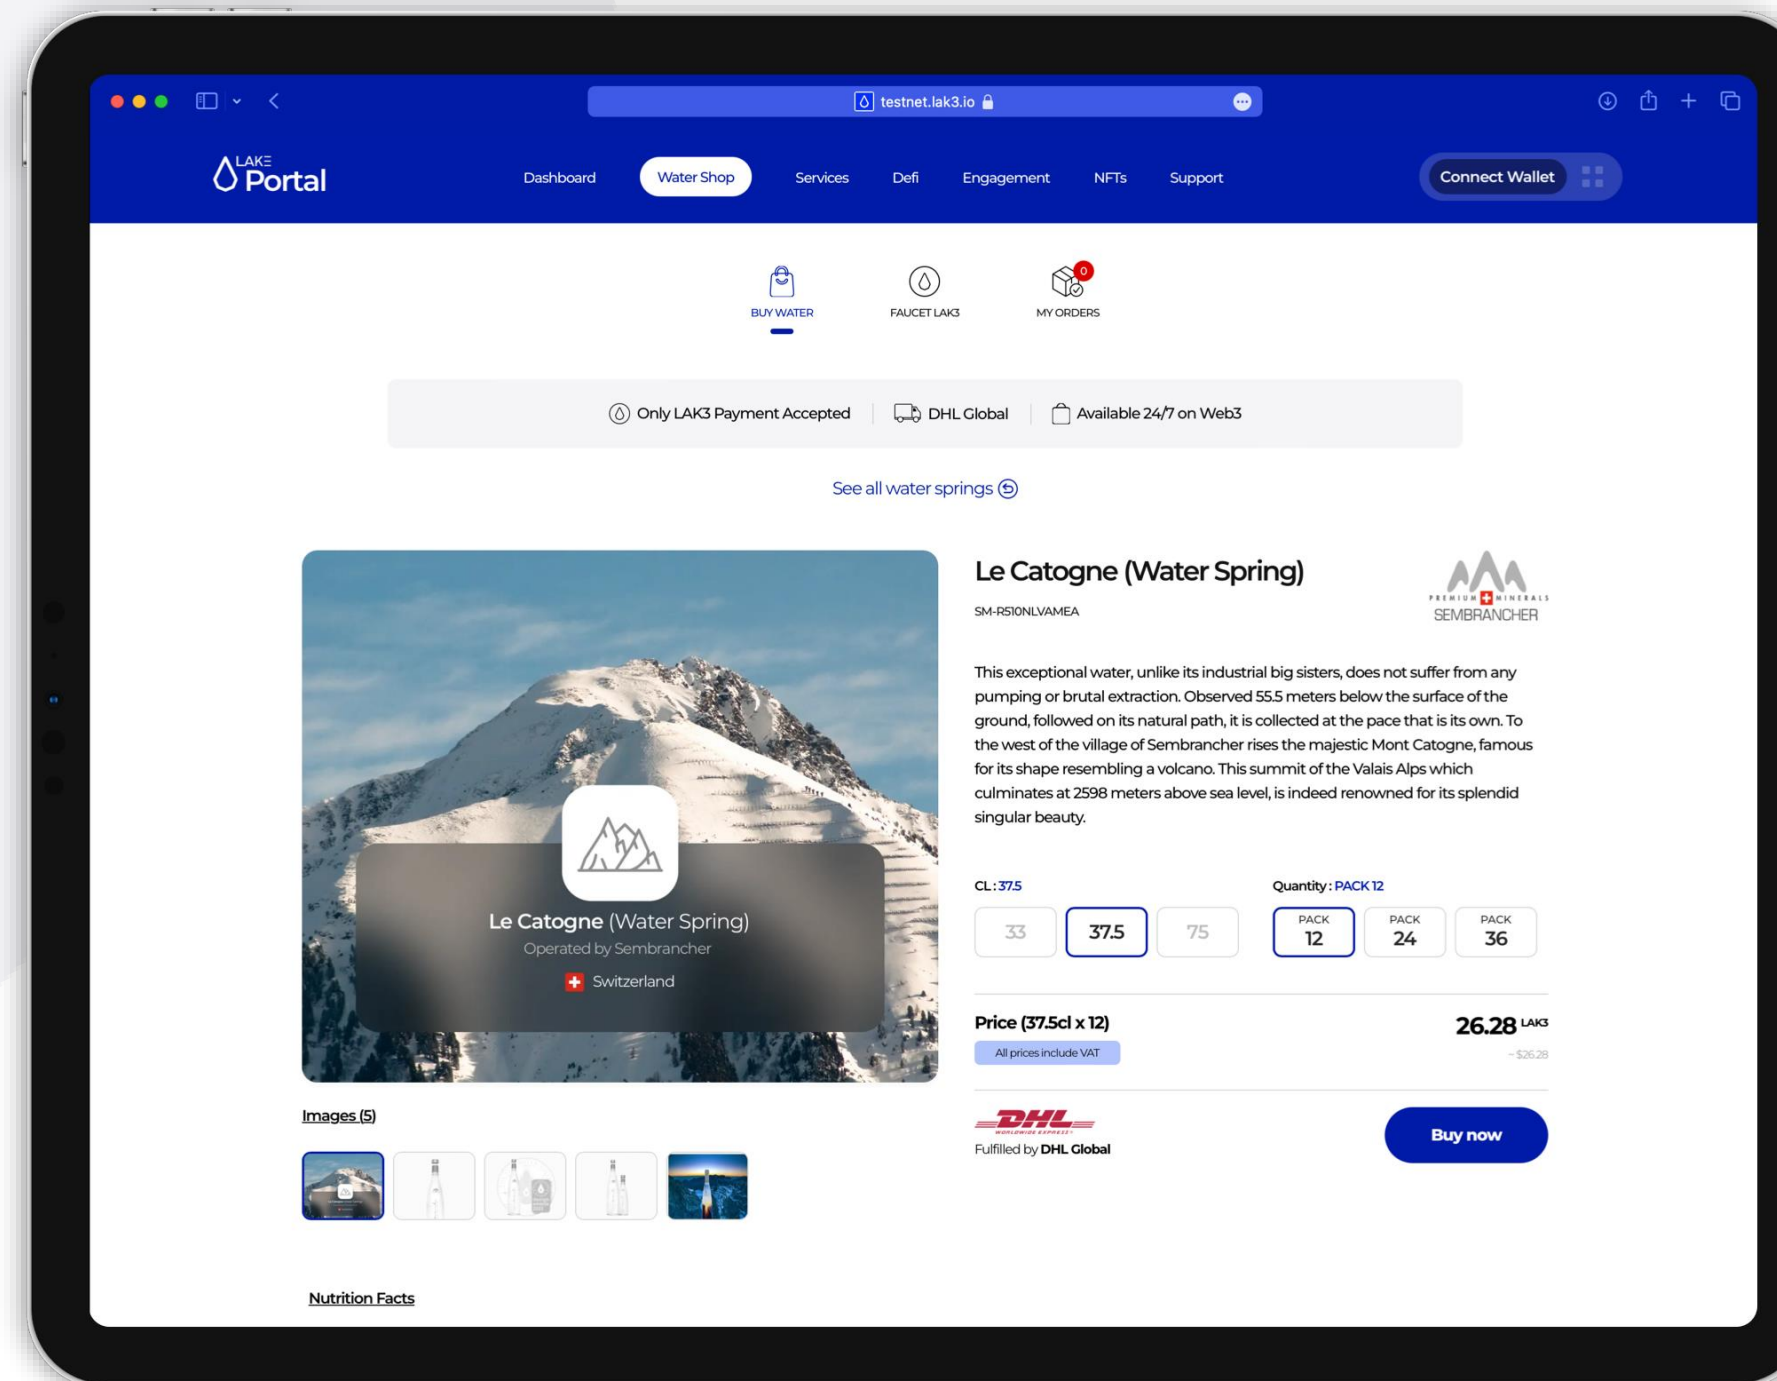 testnet.lak3.io
LAKΞ
Portal
Dashboard
Water Shop
Services
Defi
Engagement
NFTs
Support
Connect Wallet
BUY WATER
FAUCET LAK3
0
MY ORDERS
Only LAK3 Payment Accepted
DHL Global
Available 24/7 on Web3
See all water springs
Le Catogne (Water Spring)
Operated by Sembrancher
Switzerland
Images (5)
Nutrition Facts
Le Catogne (Water Spring)
SM-R510NLVAMEA
PREMIUM MINERALS
SEMBRANCHER
This exceptional water, unlike its industrial big sisters, does not suffer from any
pumping or brutal extraction. Observed 55.5 meters below the surface of the
ground, followed on its natural path, it is collected at the pace that is its own. To
the west of the village of Sembrancher rises the majestic Mont Catogne, famous
for its shape resembling a volcano. This summit of the Valais Alps which
culminates at 2598 meters above sea level, is indeed renowned for its splendid
singular beauty.
CL : 37.5
33
37.5
75
Quantity : PACK 12
PACK
12
PACK
24
PACK
36
Price (37.5cl x 12)
All prices include VAT
26.28 LAK3
~ $26.28
DHL
WORLDWIDE EXPRESS
Fulfilled by DHL Global
Buy now